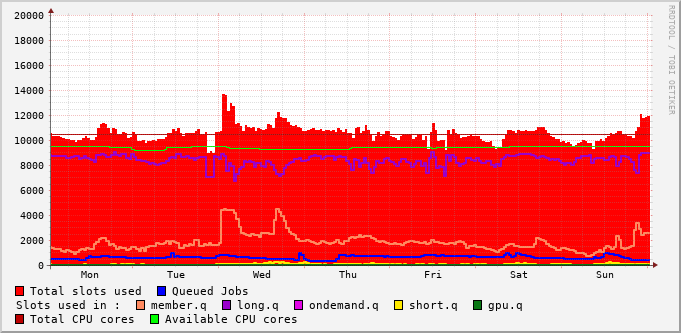 RRDTOOL / TOBI OETIKER
20000
18000
16000
14000
12000
10000
8000
6000
4000
2000
0
Mon Tue Wed Thu Fri Sat Sun
Total slots used Queued Jobs
Slots used in : member.q long.q ondemand.q short.q gpu.q
Total CPU cores Available CPU cores